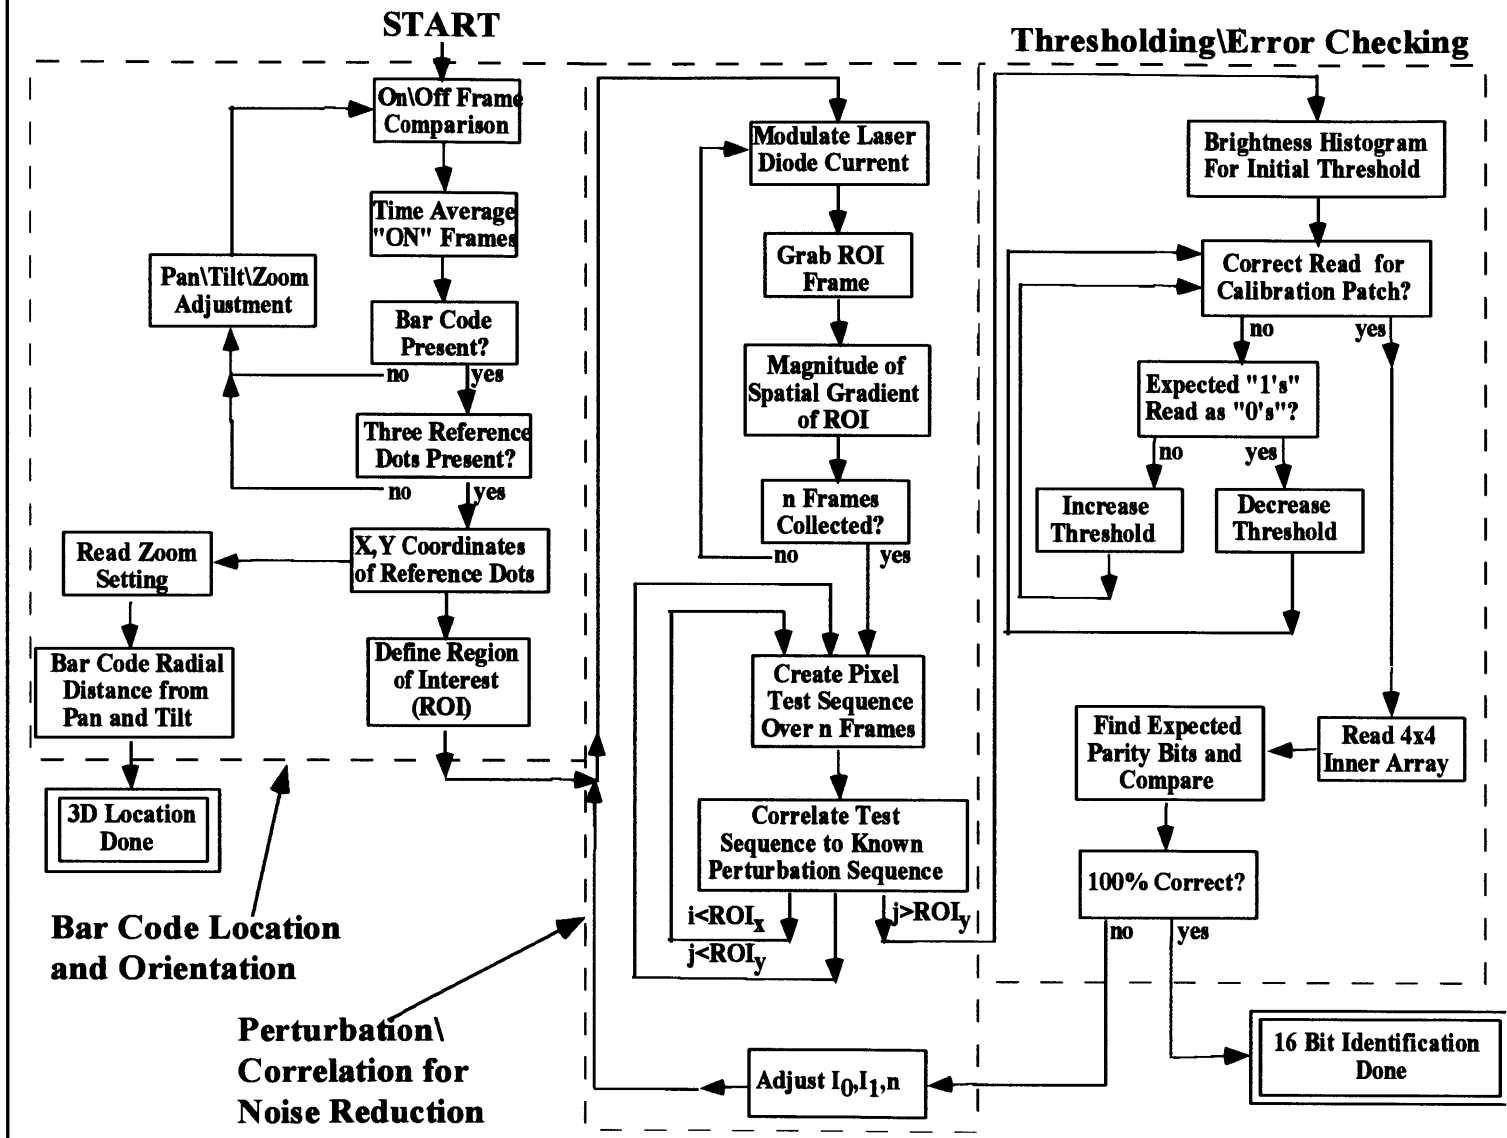 START
Thresholding\Error Checking
On\Off Frame
Comparison
Time Average
"ON" Frames
Pan\Tilt\Zoom
Adjustment
Bar Code
Present?
no
yes
Three Reference
Dots Present?
no
yes
X,Y Coordinates
of Reference Dots
Read Zoom
Setting
Bar Code Radial
Distance from
Pan and Tilt
Define Region
of Interest
(ROI)
3D Location
Done
Bar Code Location
and Orientation
Perturbation\
Correlation for
Noise Reduction
Modulate Laser
Diode Current
Grab ROI
Frame
Magnitude of
Spatial Gradient
of ROI
n Frames
Collected?
no
yes
Create Pixel
Test Sequence
Over n Frames
Correlate Test
Sequence to Known
Perturbation Sequence
i<ROIx
j>ROIy
j<ROIy
Adjust I0,I1,n
Brightness Histogram
For Initial Threshold
Correct Read for
Calibration Patch?
no
yes
Expected "1's"
Read as "0's"?
no
yes
Increase
Threshold
Decrease
Threshold
Read 4x4
Inner Array
Find Expected
Parity Bits and
Compare
100% Correct?
no
yes
16 Bit Identification
Done